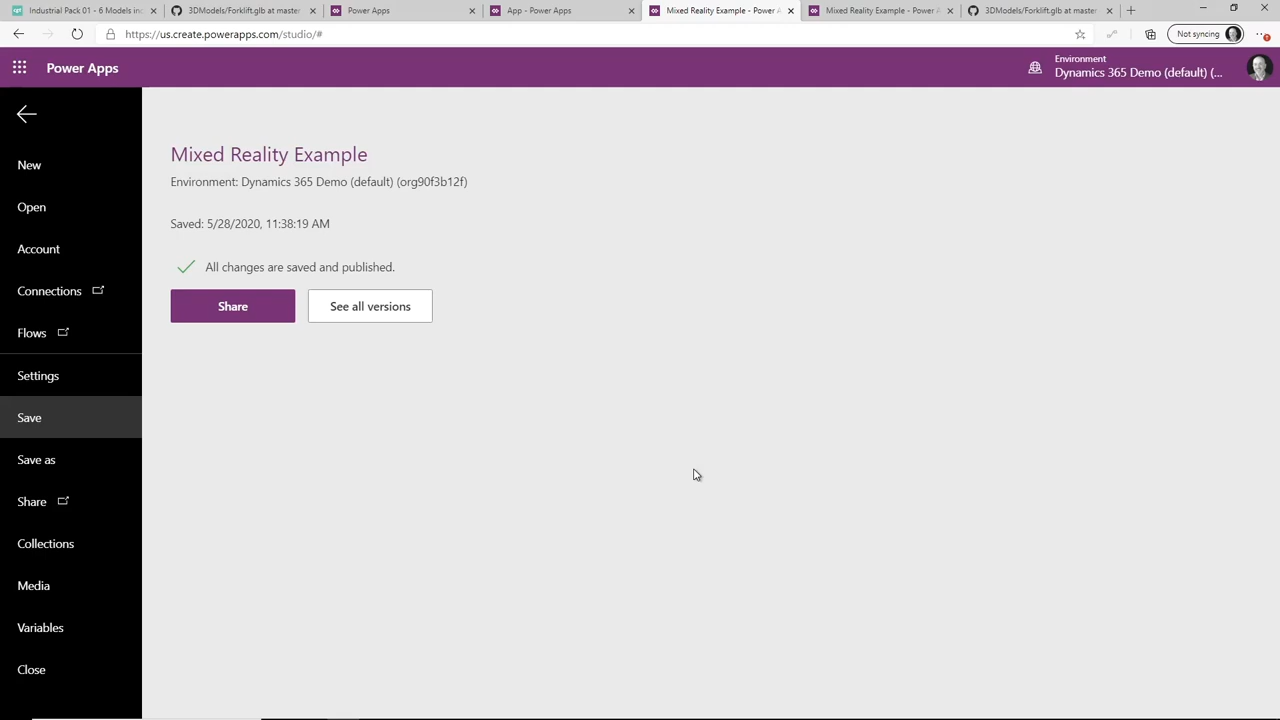 Industrial Pack 01 - 6 Models inc
3DModels/Forklift.glb at master
Power Apps
App - Power Apps
Mixed Reality Example - Power A
Mixed Reality Example - Power A
3DModels/Forklift.glb at master
https://us.create.powerapps.com/studio/#
Not syncing
Power Apps
Environment
Dynamics 365 Demo (default) (...
New
Open
Account
Connections
Flows
Settings
Save
Save as
Share
Collections
Media
Variables
Close
Mixed Reality Example
Environment: Dynamics 365 Demo (default) (org90f3b12f)
Saved: 5/28/2020, 11:38:19 AM
All changes are saved and published.
Share
See all versions